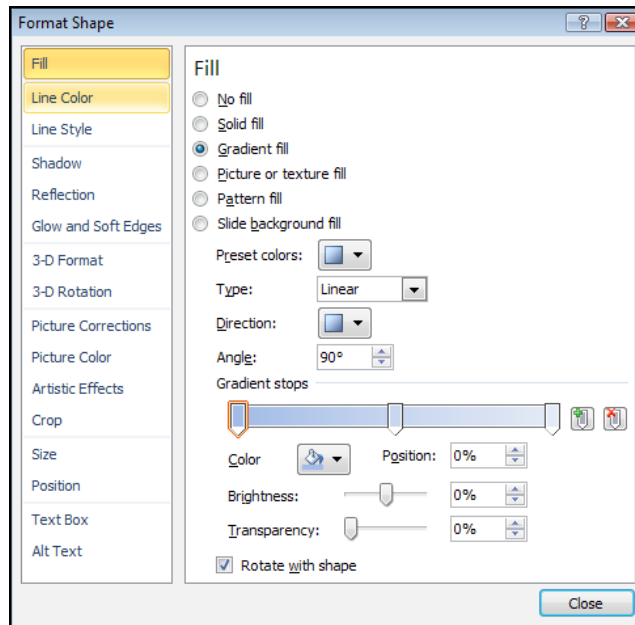 Format Shape
Fill
Line Color
Line Style
Shadow
Reflection
Glow and Soft Edges
3-D Format
3-D Rotation
Picture Corrections
Picture Color
Artistic Effects
Crop
Size
Position
Text Box
Alt Text
Fill
No fill
Solid fill
Gradient fill
Picture or texture fill
Pattern fill
Slide background fill
Preset colors:
Type: Linear
Direction:
Angle: 90°
Gradient stops
Color Position: 0%
Brightness: 0%
Transparency: 0%
Rotate with shape
Close